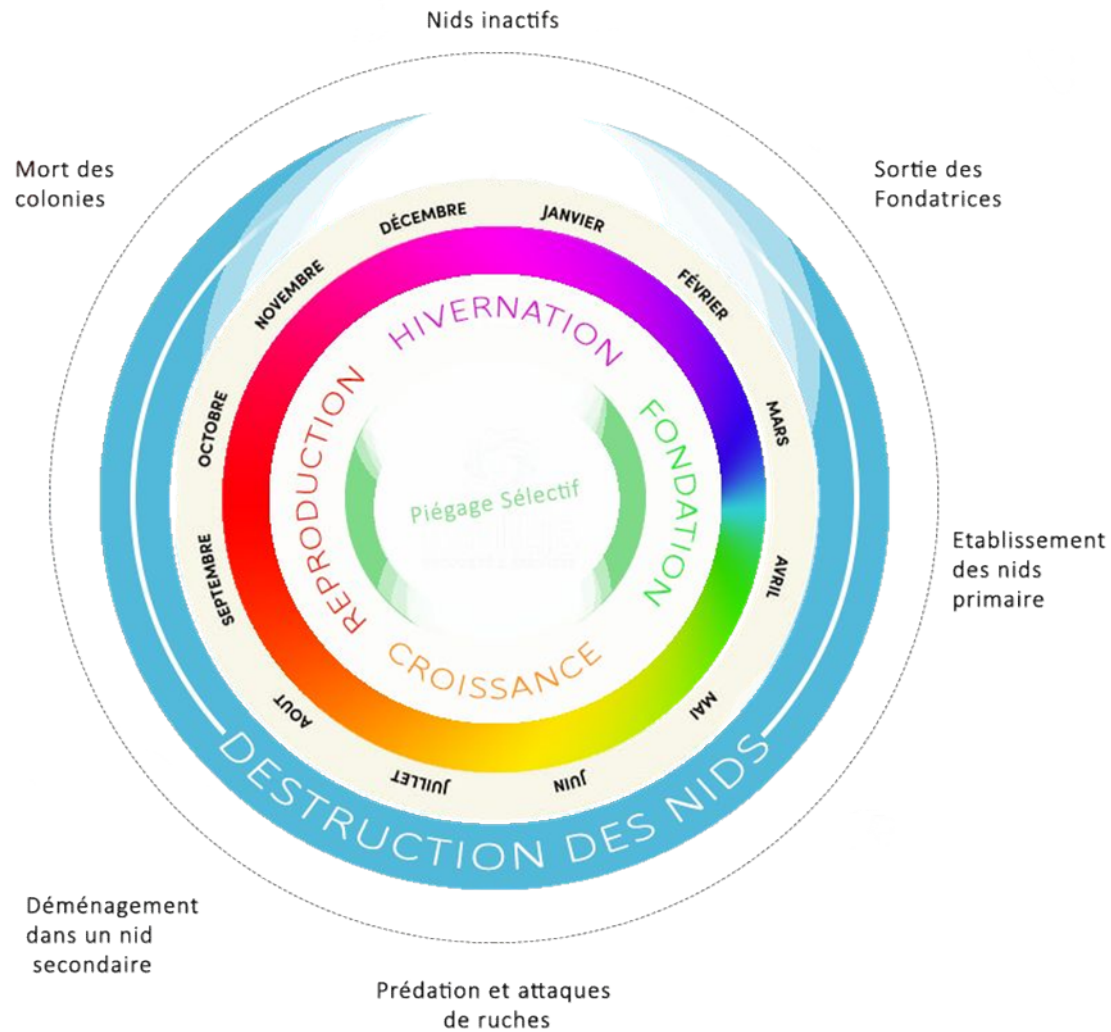 Nids inactifs
Mort des
colonies
Sortie des
Fondatrices
DÉCEMBRE
JANVIER
NOVEMBRE
FÉVRIER
HIVERNATION
OCTOBRE
MARS
REPRODUCTION
FONDATION
Piégage Sélectif
SEPTEMBRE
AVRIL
Etablissement
des nids
primaire
CROISSANCE
AOUT
MAI
JUILLET
JUIN
DESTRUCTION DES NIDS
Déménagement
dans un nid
secondaire
Prédation et attaques
de ruches